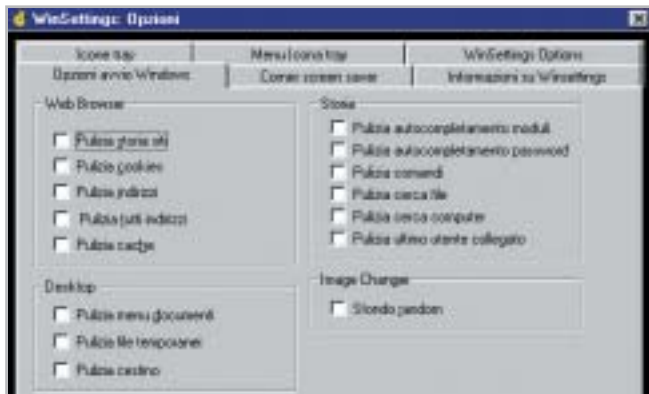 WinSettings: Opzioni
Icone tray
Menu Icona tray
WinSettings Options
Opzioni avvio Windows
Corner screen saver
Informazioni su Winsettings
Web Browser
Pulizia storia siti
Pulizia cookies
Pulizia indirizzi
Pulizia tutti indirizzi
Pulizia cache
Storia
Pulizia autocompletamento moduli
Pulizia autocompletamento password
Pulizia comandi
Pulizia cerca file
Pulizia cerca computer
Pulizia ultimo utente collegato
Desktop
Pulizia menu documenti
Pulizia file temporanei
Pulizia cestino
Image Changer
Sfondo random